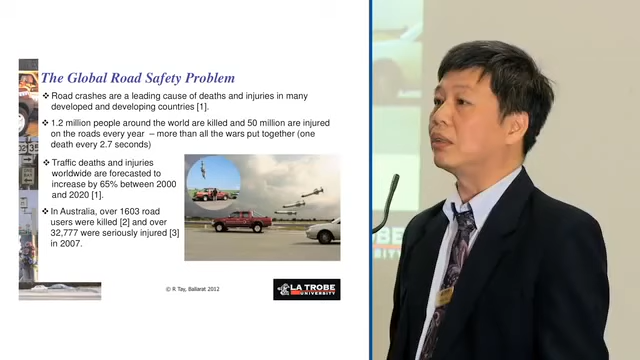 The Global Road Safety Problem
❖ Road crashes are a leading cause of deaths and injuries in many
developed and developing countries [1].
❖ 1.2 million people around the world are killed and 50 million are injured
on the roads every year – more than all the wars put together (one
death every 2.7 seconds)
❖ Traffic deaths and injuries
worldwide are forecasted to
increase by 65% between 2000
and 2020 [1].
❖ In Australia, over 1603 road
users were killed [2] and over
32,777 were seriously injured [3]
in 2007.
© R Tay, Ballarat 2012
LA TROBE
UNIVERSITY